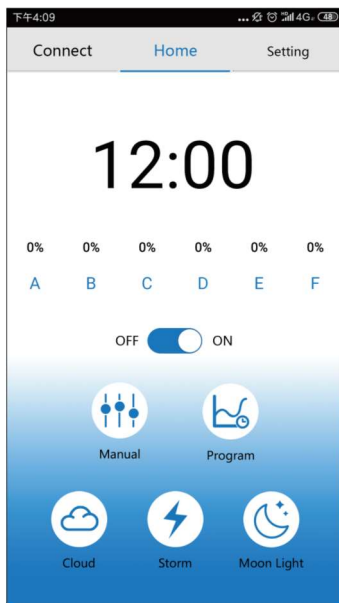 下午4:09 ... 4G 48
Connect Home Setting
12:00
0% 0% 0% 0% 0% 0%
A B C D E F
OFF ON
Manual Program
Cloud Storm Moon Light